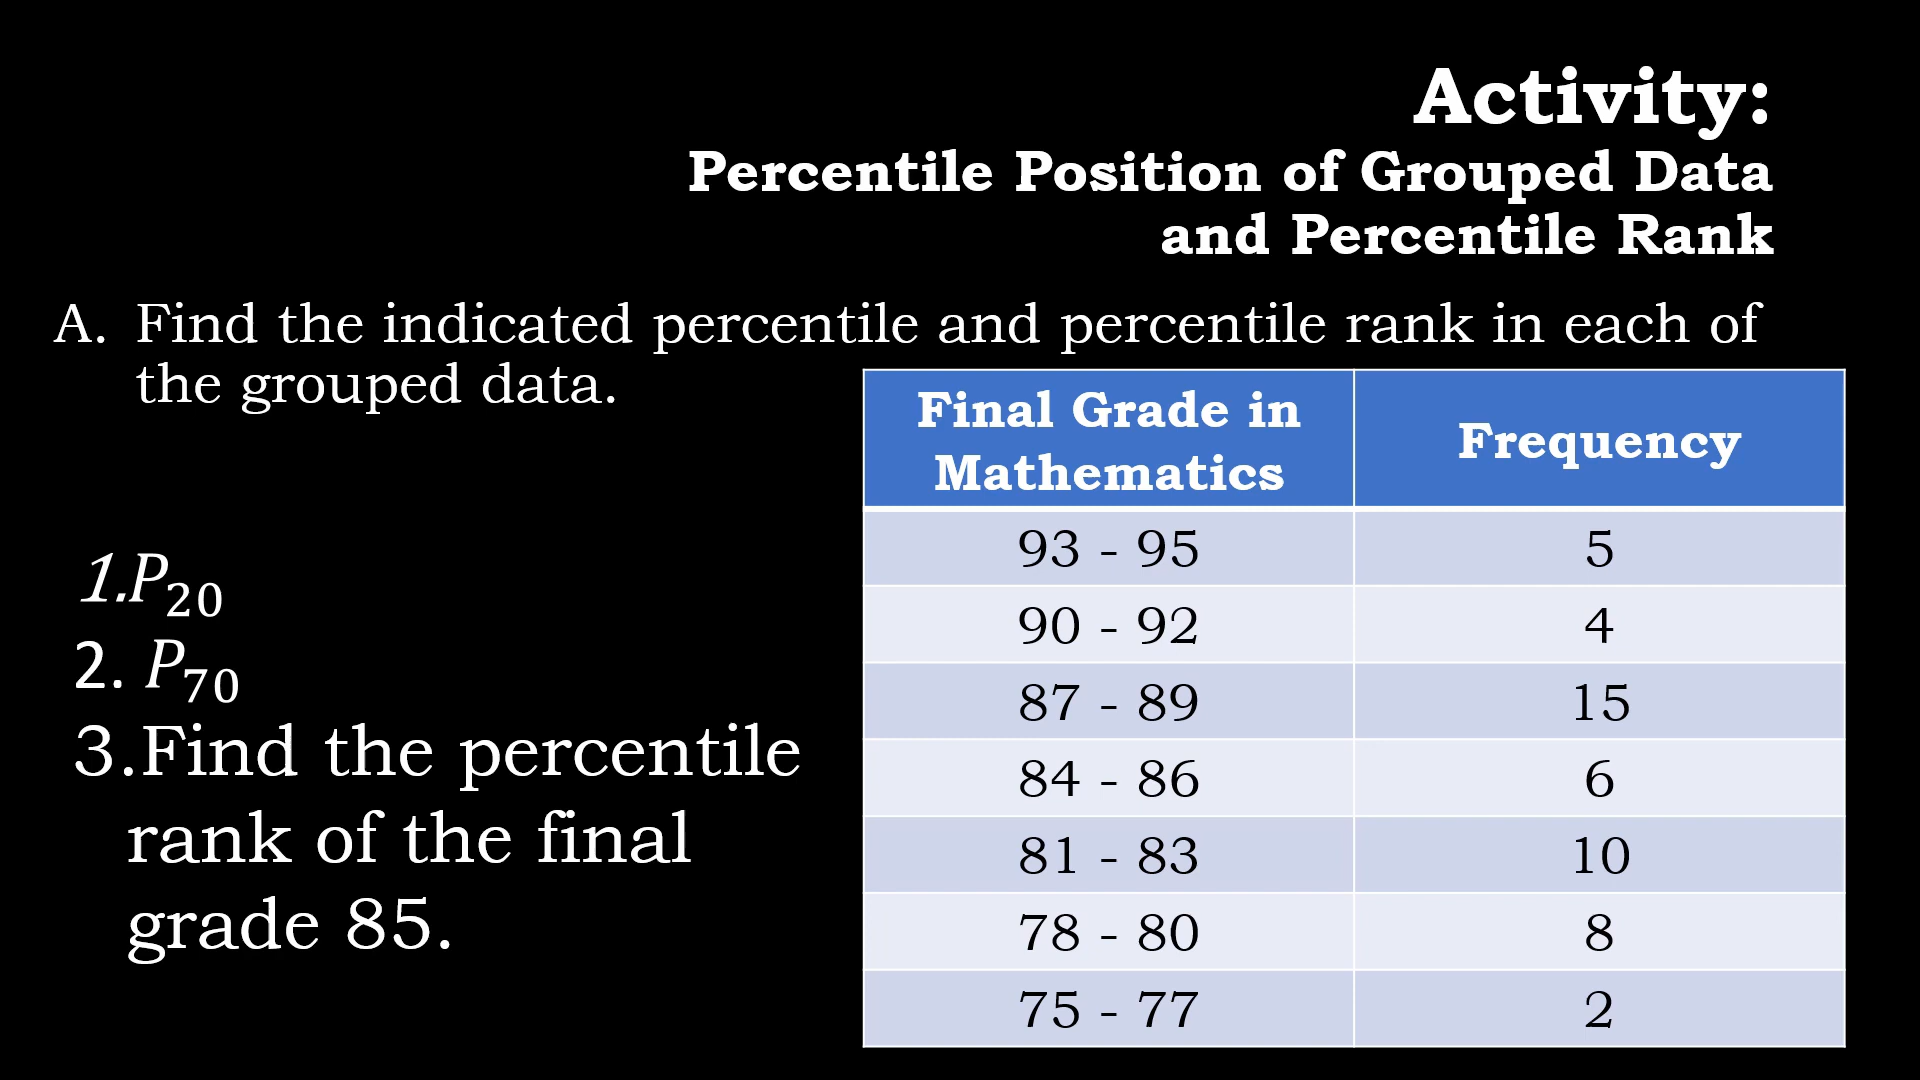 Activity:
Percentile Position of Grouped Data
and Percentile Rank
A. Find the indicated percentile and percentile rank in each of
the grouped data.
1.P₂₀
2. P₇₀
3.Find the percentile
rank of the final
grade 85.
Final Grade in
Mathematics
Frequency
93 - 95 5
90 - 92 4
87 - 89 15
84 - 86 6
81 - 83 10
78 - 80 8
75 - 77 2